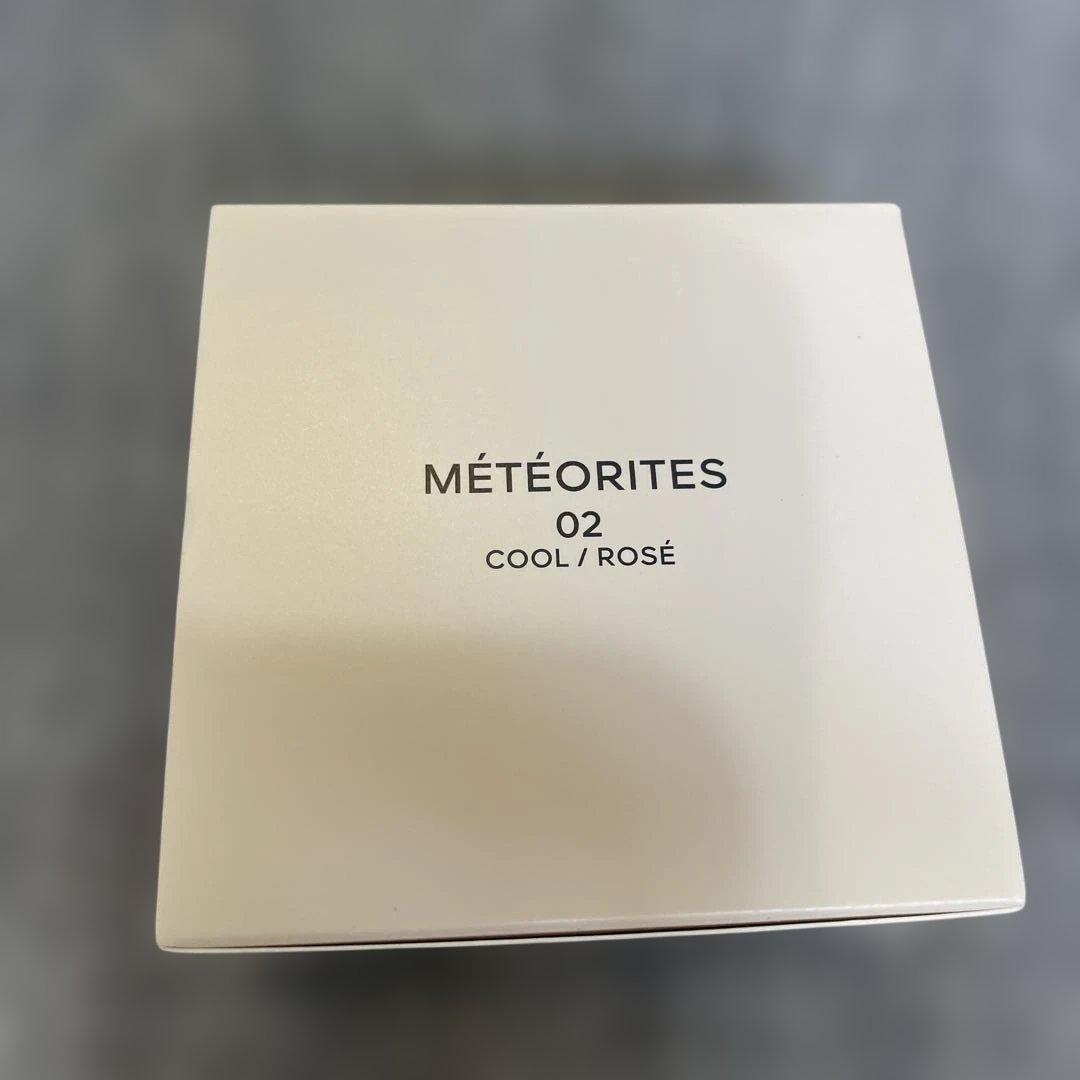 MÉTÉORITES
02
COOL / ROSÉ